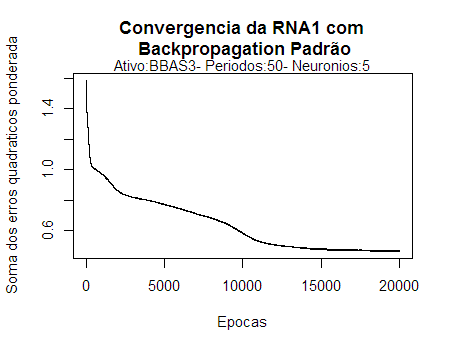 Convergencia da RNA1 com
Backpropagation Padrão
Ativo:BBAS3- Periodos:50- Neuronios:5
Soma dos erros quadraticos ponderada
1.4
1.0
0.6
0
5000
10000
15000
20000
Epocas